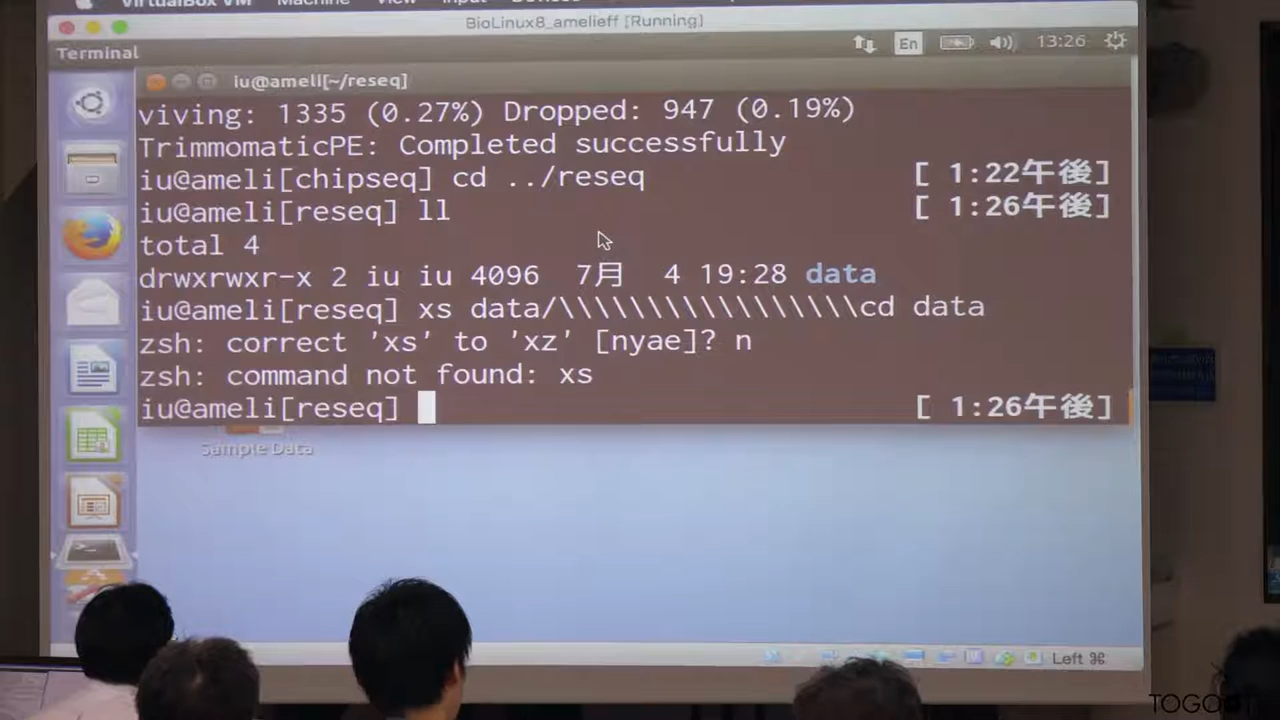 VirtualBox VM Machine View Input Devices
BioLinux8_amelieff [Running]
Terminal
En
13:26
iu@ameli[~/reseq]
viving: 1335 (0.27%) Dropped: 947 (0.19%)
TrimmomaticPE: Completed successfully
iu@ameli[chipseq] cd ../reseq [ 1:22午後]
iu@ameli[reseq] ll [ 1:26午後]
total 4
drwxrwxr-x 2 iu iu 4096 7月 4 19:28 data
iu@ameli[reseq] xs data/\\\\\\\\\\\\\\\\\cd data
zsh: correct 'xs' to 'xz' [nyae]? n
zsh: command not found: xs
iu@ameli[reseq] [ 1:26午後]
Sample Data
Left ⌘